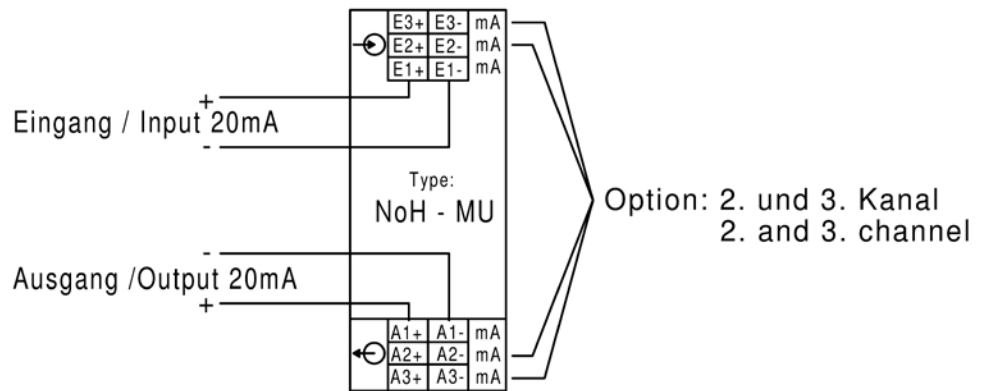 E3+ E3- mA
E2+ E2- mA
E1+ E1- mA
+
Eingang / Input 20mA
-
Type:
NoH - MU
Option: 2. und 3. Kanal
2. and 3. channel
-
Ausgang /Output 20mA
+
A1+ A1- mA
A2+ A2- mA
A3+ A3- mA